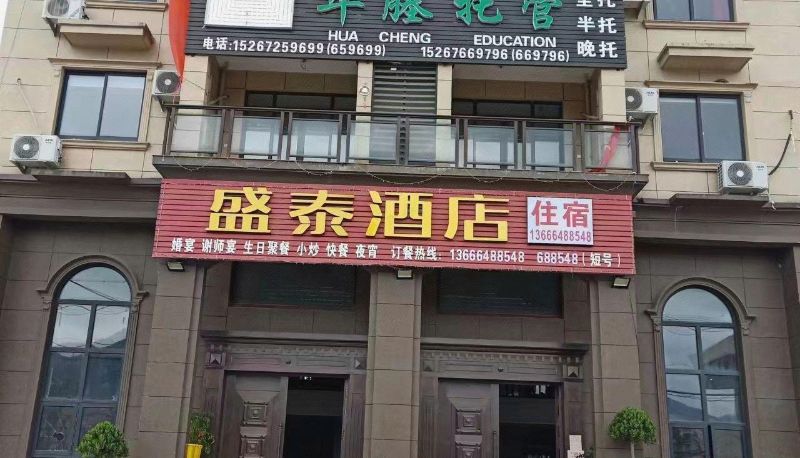 华塍托管
全托
半托
晚托
HUA CHENG EDUCATION
电话:15267259699(659699) 15267669796(669796)
盛泰酒店
住宿
13666488548
婚宴 谢师宴 生日聚餐 小炒 快餐 夜宵 订餐热线:13666488548 688548(短号)